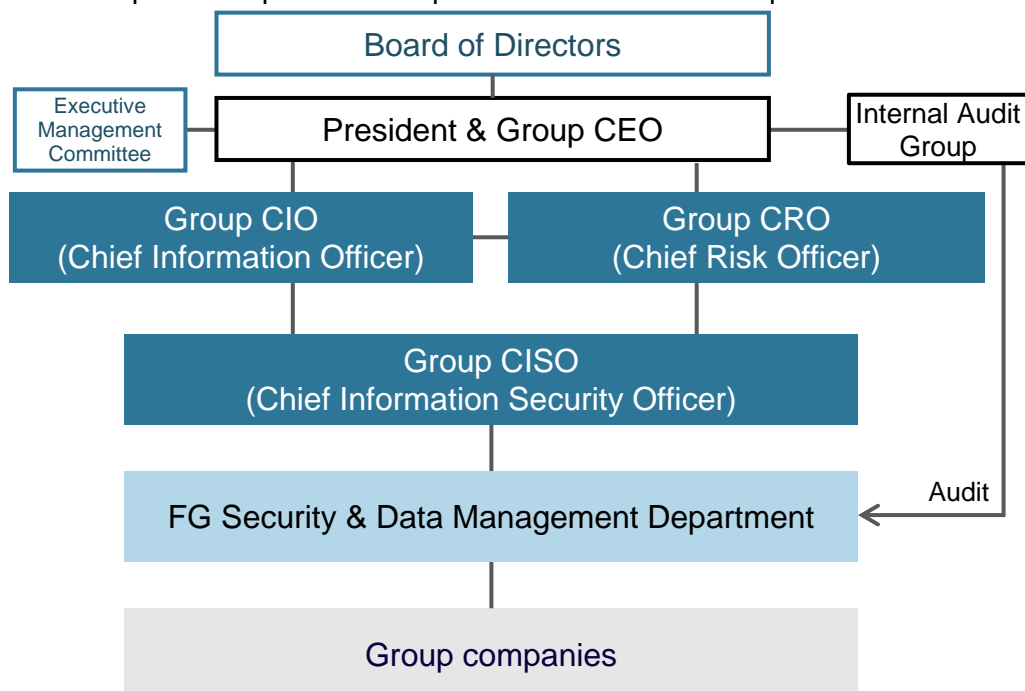 Board of Directors
Executive
Management
Committee
President & Group CEO
Internal Audit
Group
Group CIO
(Chief Information Officer)
Group CRO
(Chief Risk Officer)
Group CISO
(Chief Information Security Officer)
FG Security & Data Management Department
Audit
Group companies